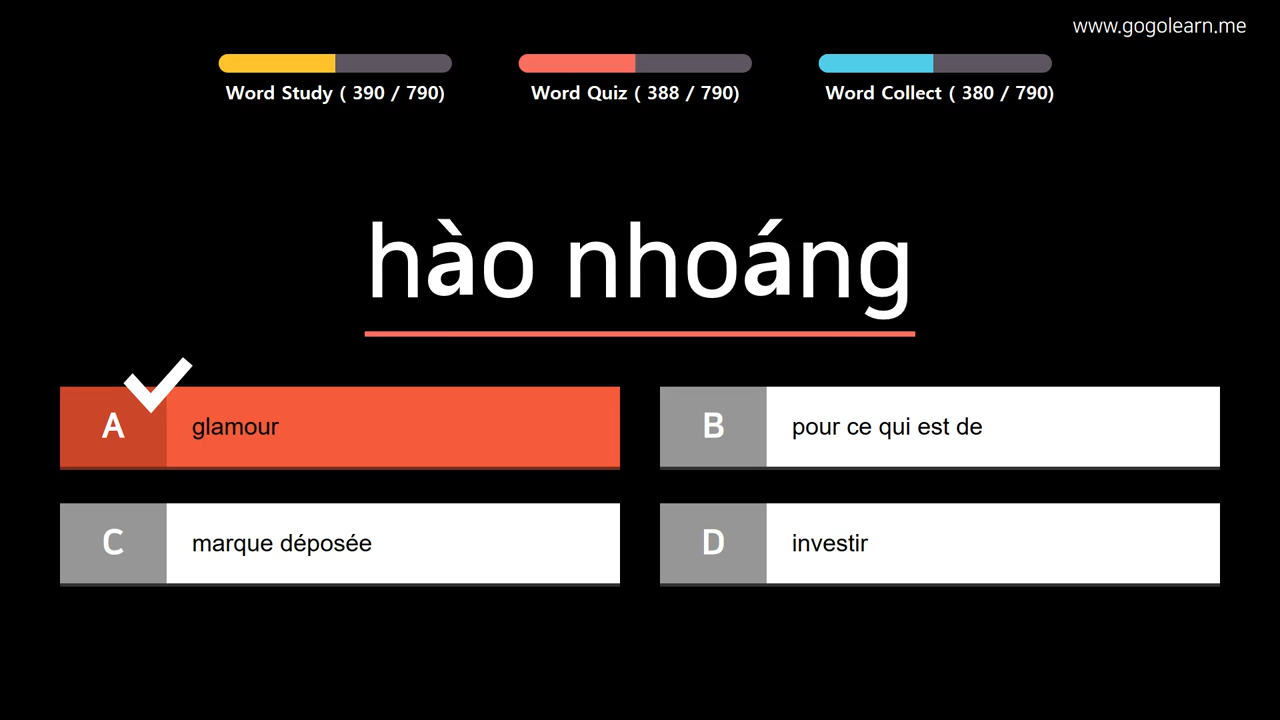 www.gogolearn.me
Word Study ( 390 / 790)
Word Quiz ( 388 / 790)
Word Collect ( 380 / 790)
hào nhoáng
A glamour
B pour ce qui est de
C marque déposée
D investir